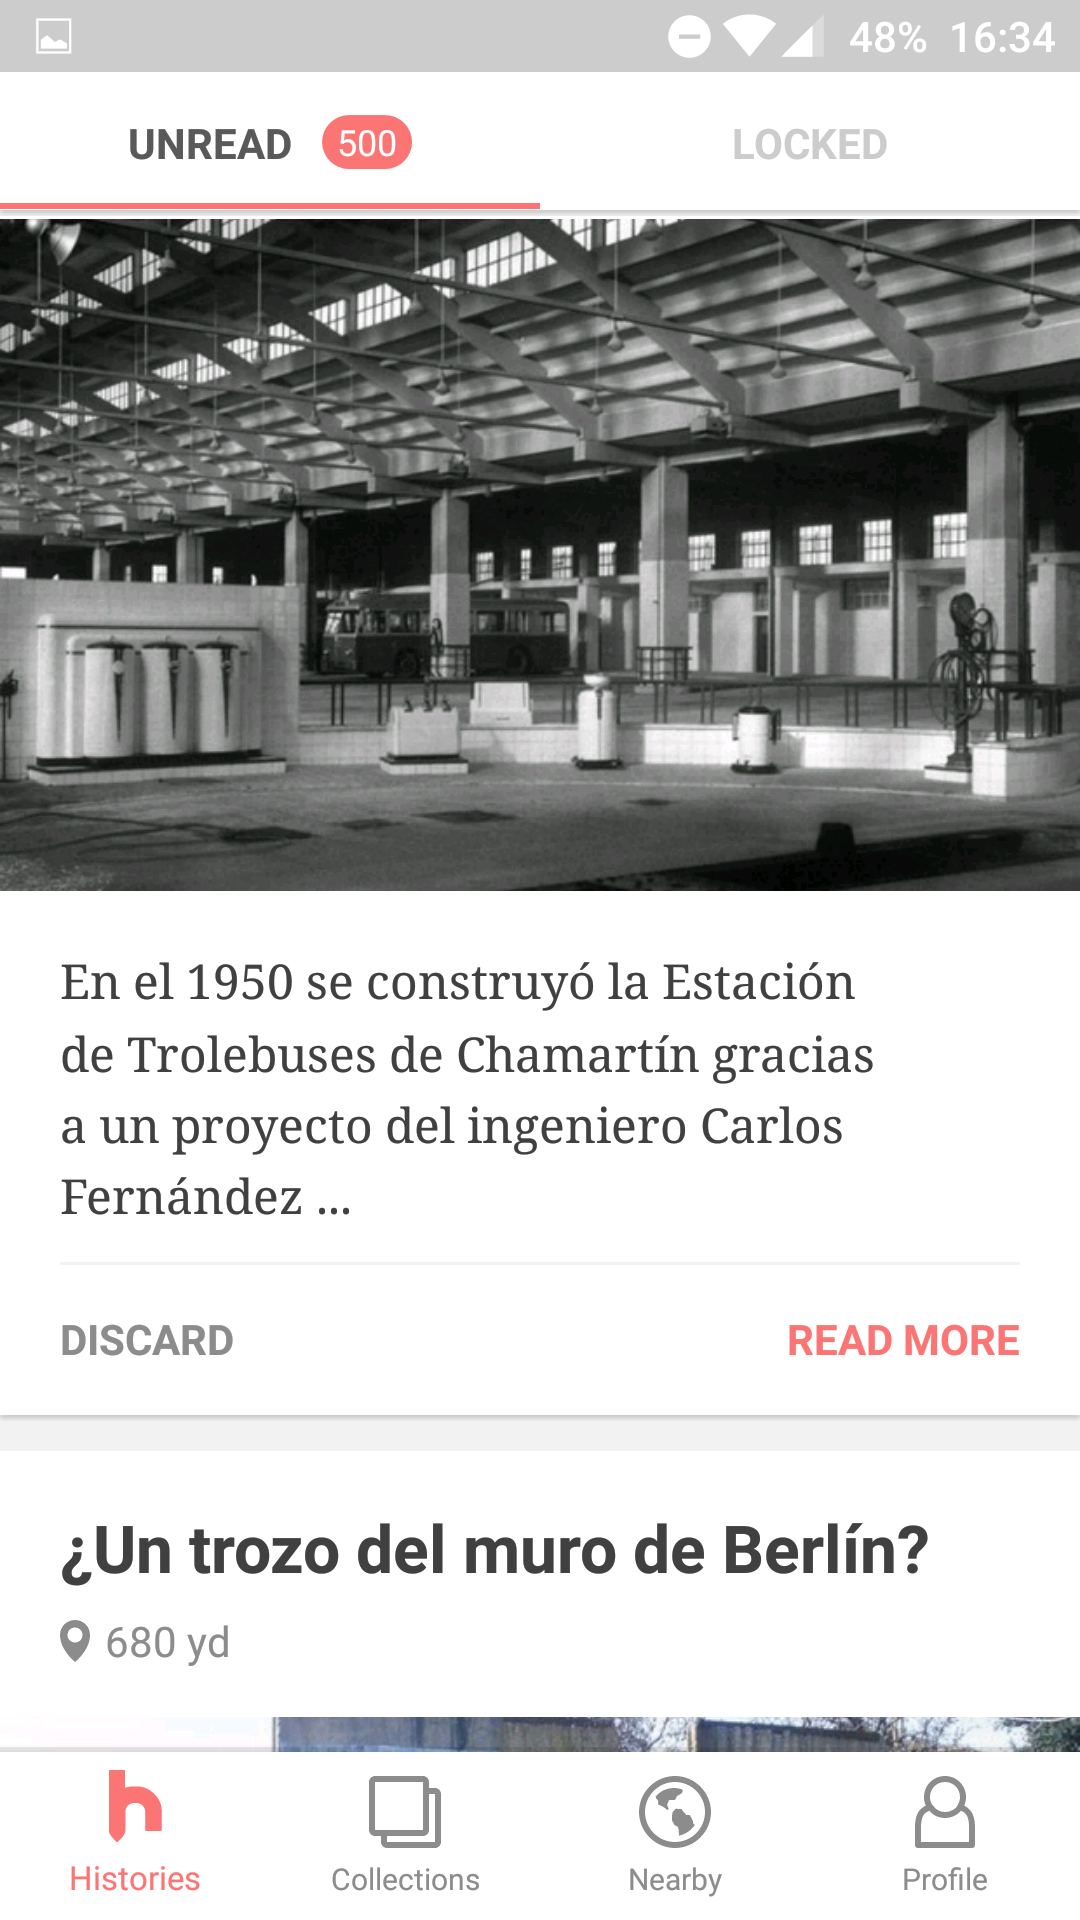 48% 16:34
UNREAD 500
LOCKED
En el 1950 se construyó la Estación
de Trolebuses de Chamartín gracias
a un proyecto del ingeniero Carlos
Fernández ...
DISCARD
READ MORE
¿Un trozo del muro de Berlín?
680 yd
Histories
Collections
Nearby
Profile